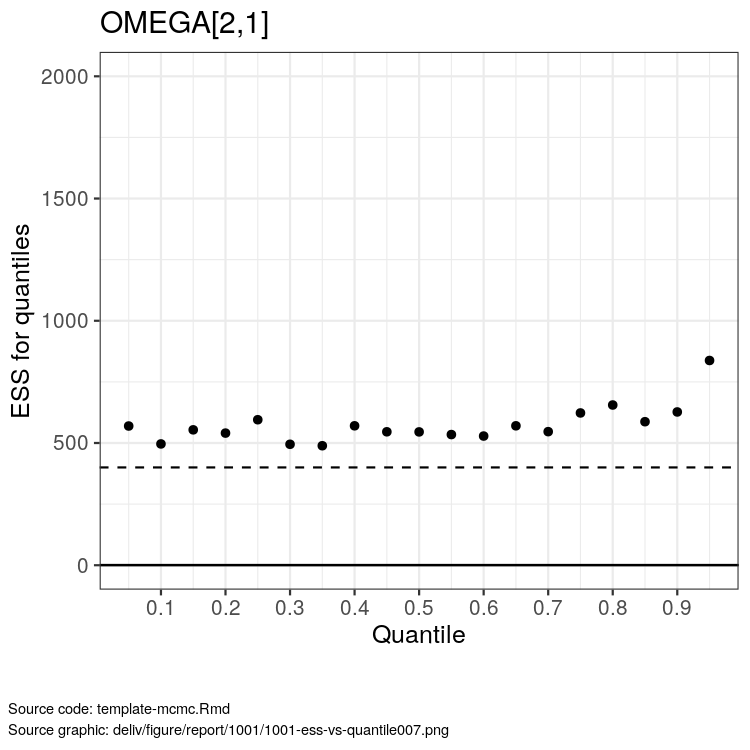 OMEGA[2,1]
ESS for quantiles
2000
1500
1000
500
0
0.1 0.2 0.3 0.4 0.5 0.6 0.7 0.8 0.9
Quantile
Source code: template-mcmc.Rmd
Source graphic: deliv/figure/report/1001/1001-ess-vs-quantile007.png